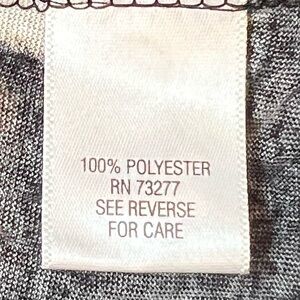 100% POLYESTER
RN 73277
SEE REVERSE
FOR CARE